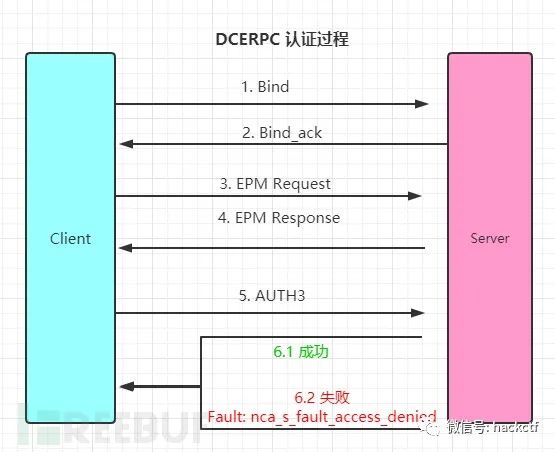 DCERPC 认证过程
1. Bind
2. Bind_ack
3. EPM Request
4. EPM Response
Client
Server
5. AUTH3
6.1 成功
6.2 失败
Fault: nca_s_fault_access_denied
REEBUF
微信号: hackctf